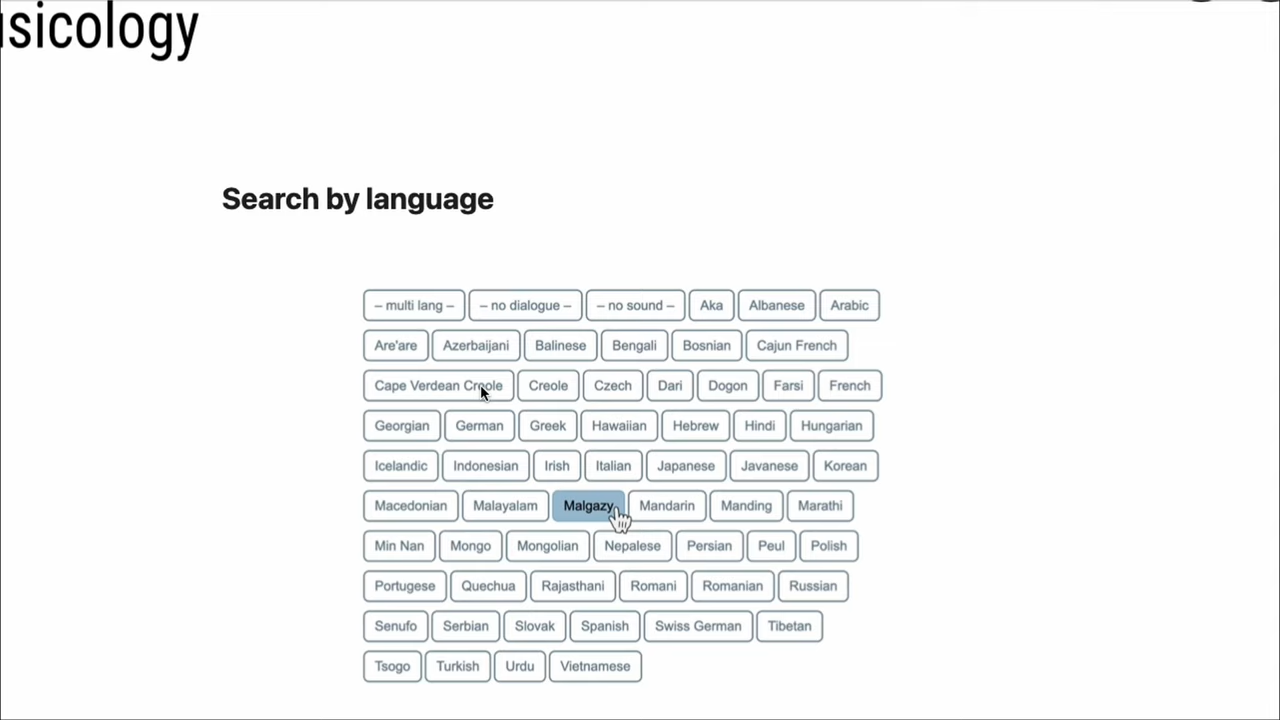 usicology
Search by language
– multi lang – – no dialogue – – no sound – Aka Albanese Arabic
Are'are Azerbaijani Balinese Bengali Bosnian Cajun French
Cape Verdean Creole Creole Czech Dari Dogon Farsi French
Georgian German Greek Hawaiian Hebrew Hindi Hungarian
Icelandic Indonesian Irish Italian Japanese Javanese Korean
Macedonian Malayalam Malgazy Mandarin Manding Marathi
Min Nan Mongo Mongolian Nepalese Persian Peul Polish
Portugese Quechua Rajasthani Romani Romanian Russian
Senufo Serbian Slovak Spanish Swiss German Tibetan
Tsogo Turkish Urdu Vietnamese